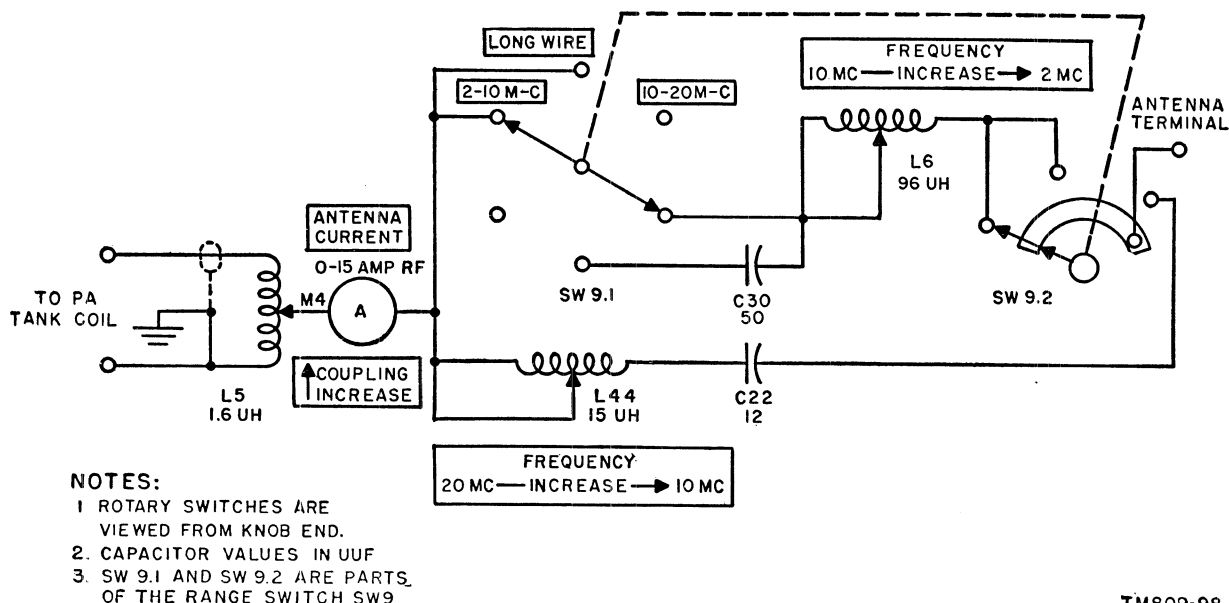 LONG WIRE
FREQUENCY
10 MC — INCREASE → 2 MC
2-10 M-C
10-20M-C
ANTENNA
TERMINAL
L6
96 UH
ANTENNA
CURRENT
0-15 AMP RF
M4
A
TO PA
TANK COIL
SW 9.1
C30
50
SW 9.2
COUPLING
INCREASE
L5
1.6 UH
L44
15 UH
C22
12
FREQUENCY
20 MC — INCREASE → 10 MC
NOTES:
1 ROTARY SWITCHES ARE
VIEWED FROM KNOB END.
2. CAPACITOR VALUES IN UUF
3. SW 9.1 AND SW 9.2 ARE PARTS
OF THE RANGE SWITCH SW9
TM809-98